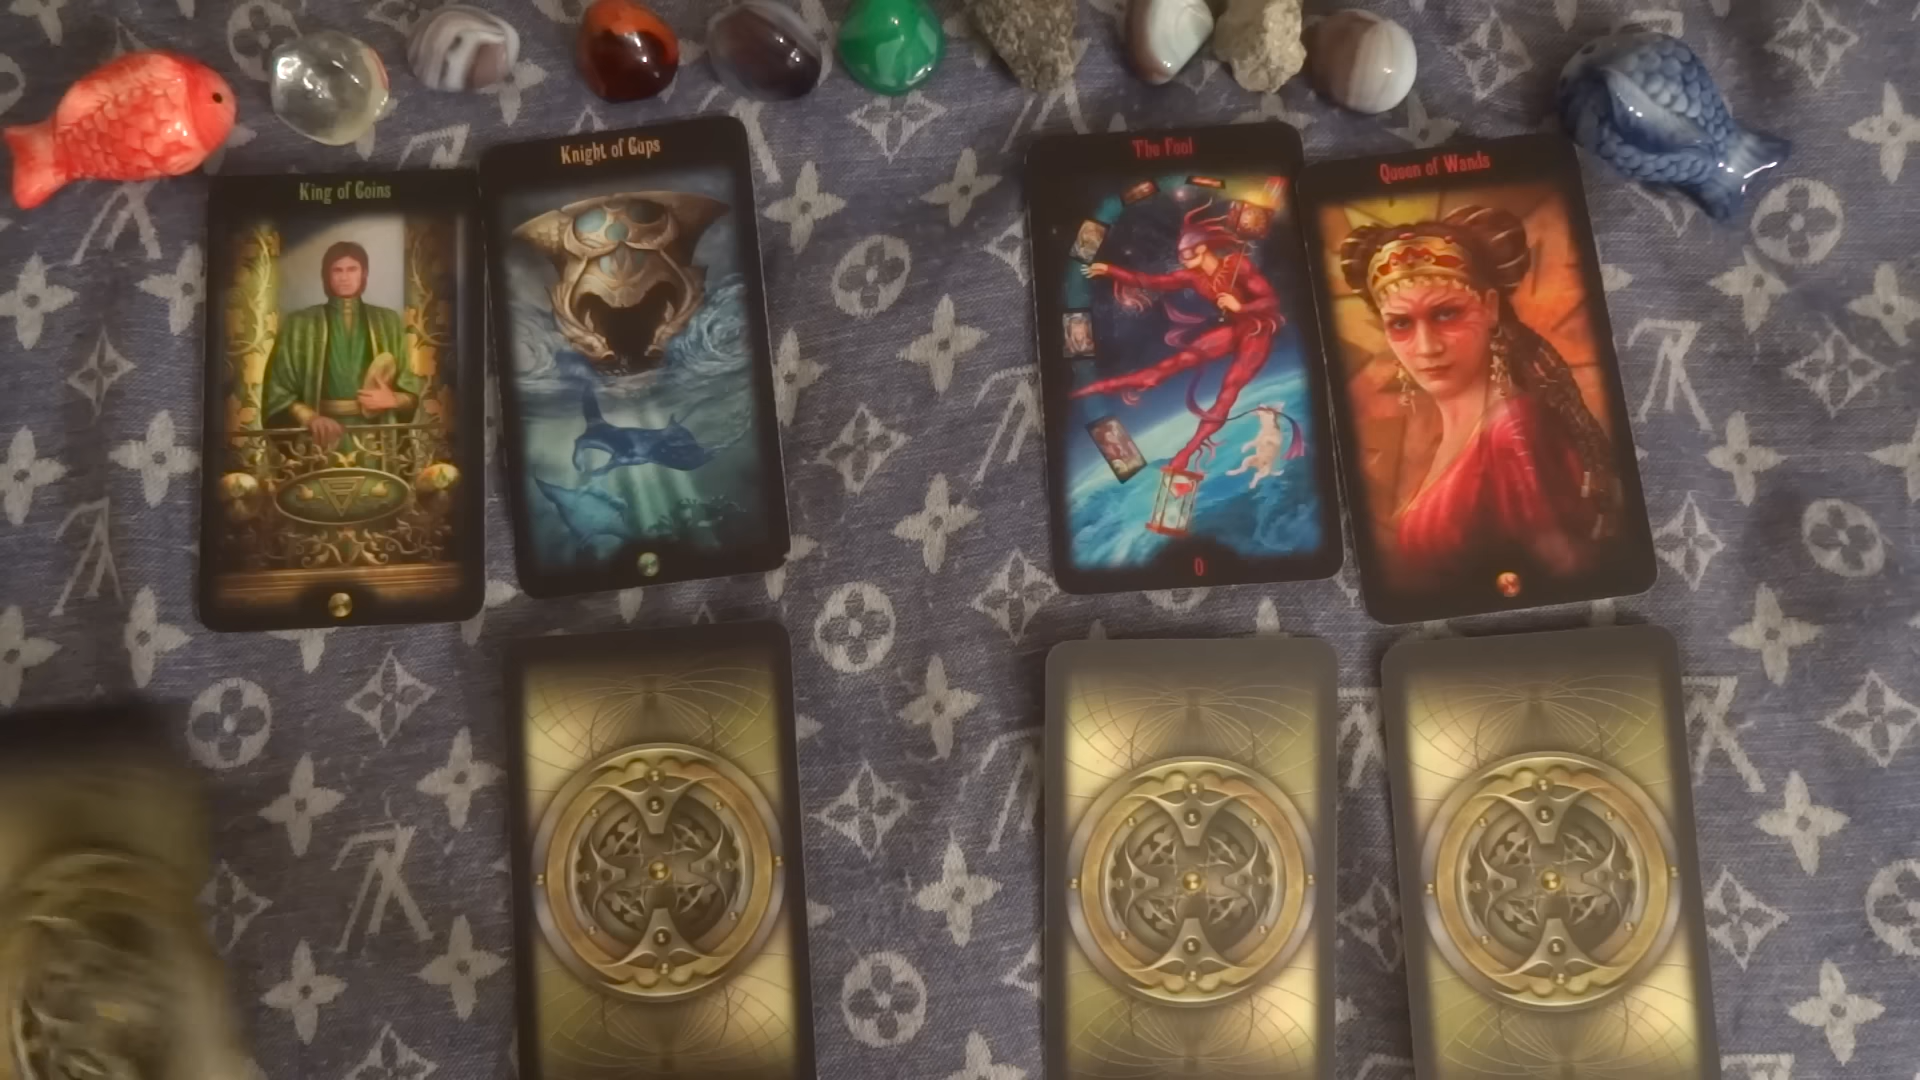 King of Coins
Knight of Cups
The Fool
Queen of Wands
0